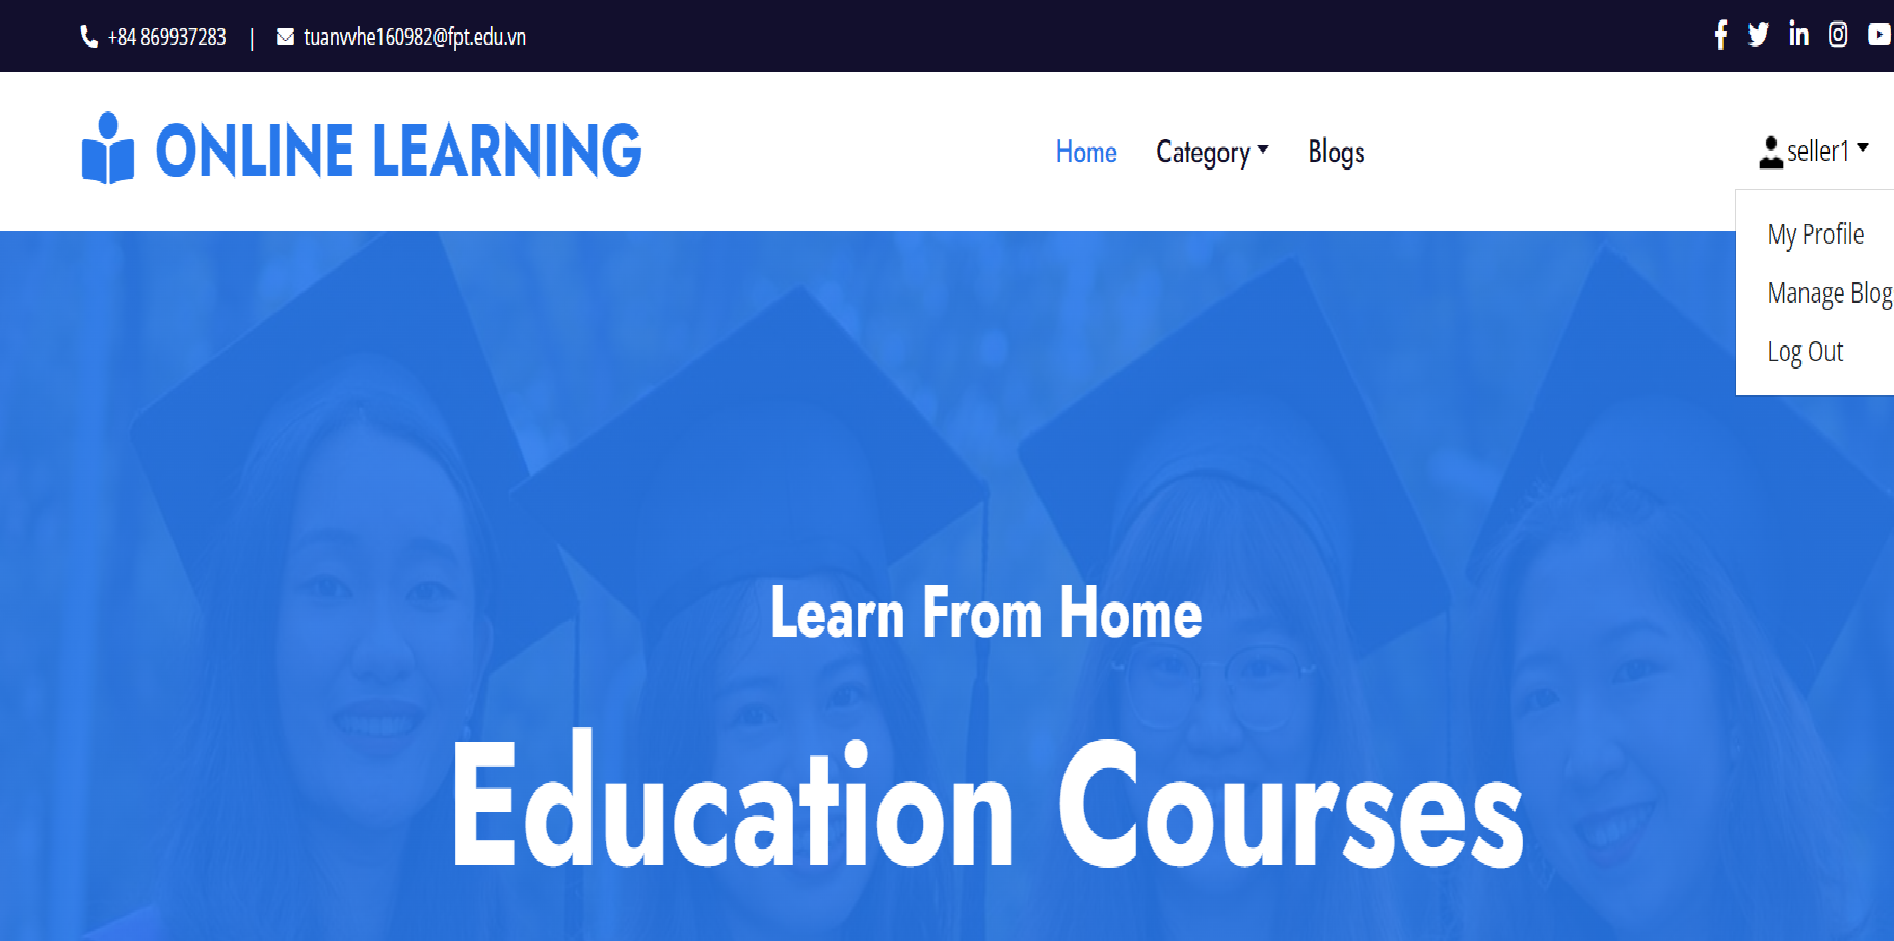 +84 869937283 | tuanvvhe160982@fpt.edu.vn
ONLINE LEARNING
Home Category Blogs
seller1
My Profile
Manage Blog
Log Out
Learn From Home
Education Courses